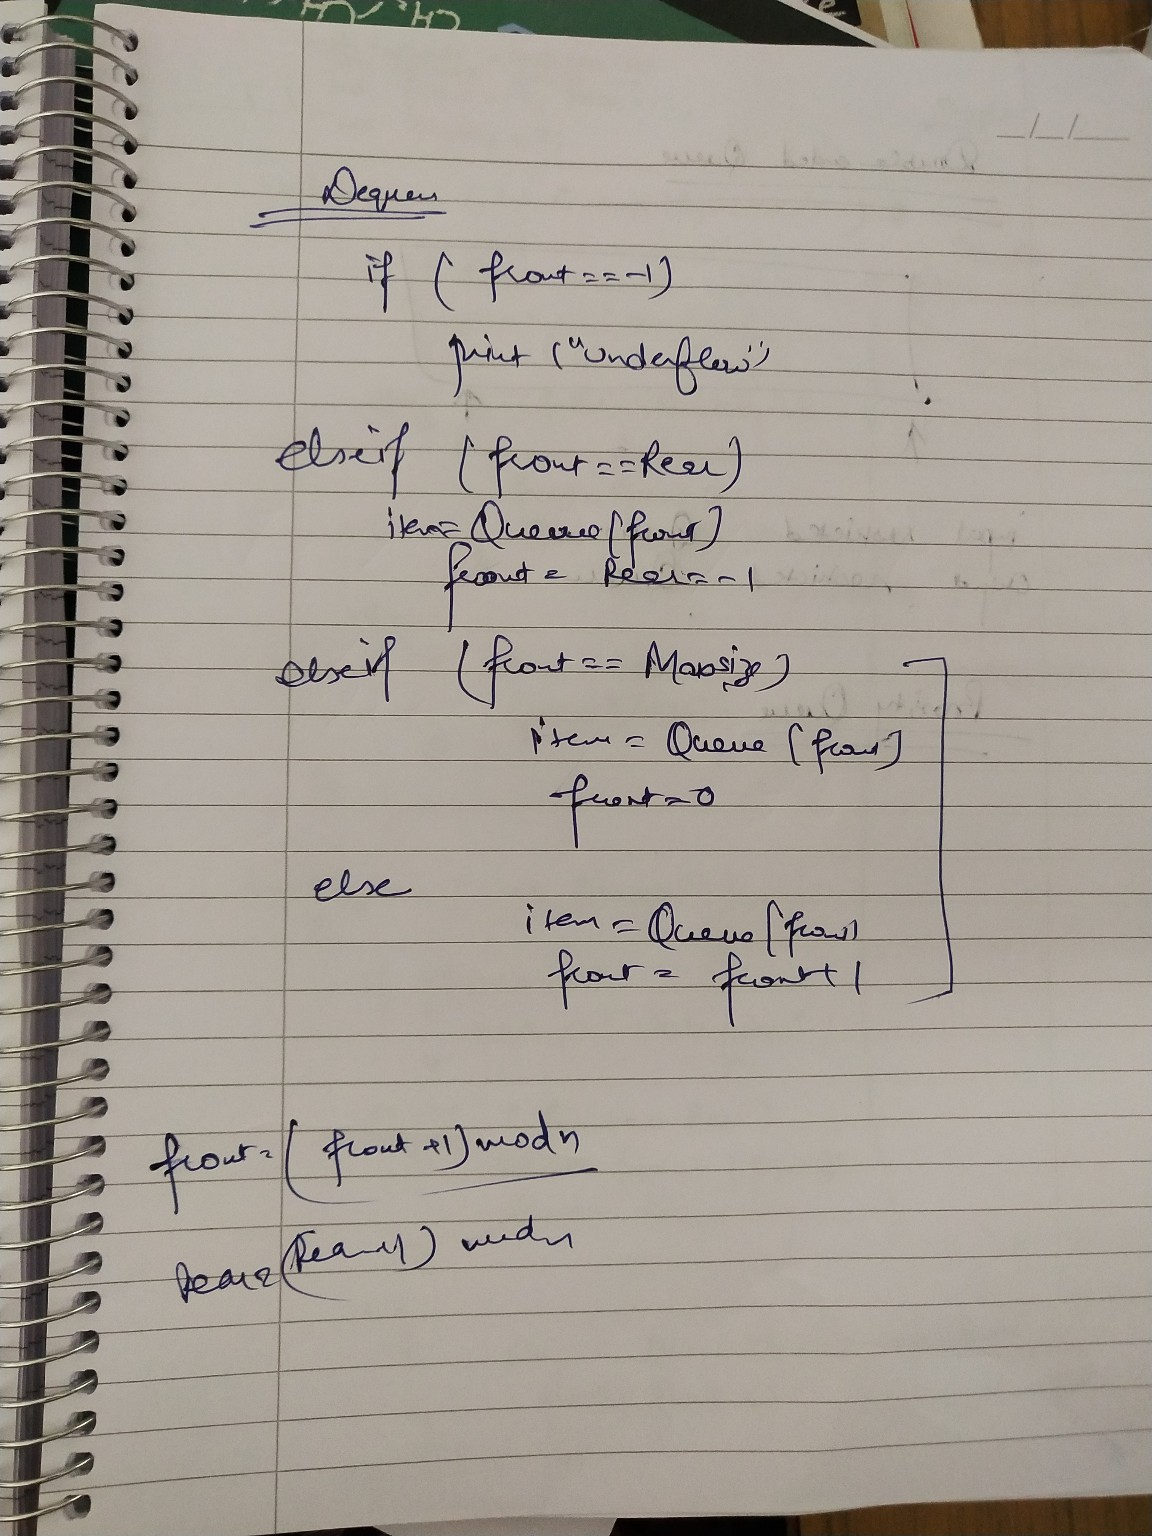 Dequeu
if ( front == -1)
print ("Underflow")
elseif ( front == Rear)
item = Queue [front]
front = Rear = -1
elseif ( front == Maxsize)
item = Queue [front]
front = 0
else
item = Queue [front]
front = front + 1
front = ( front +1) mod n
Rear = (Rear+1) mod n